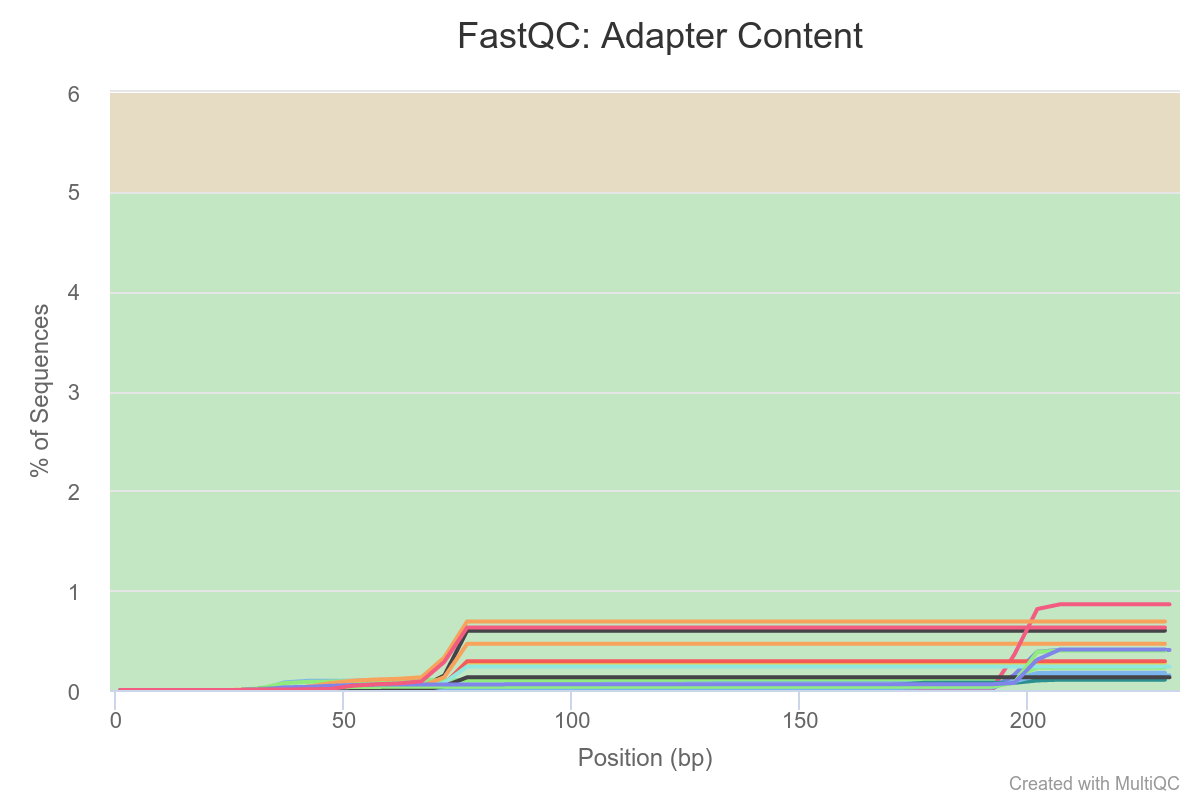 FastQC: Adapter Content
6
5
4
3
2
1
0
% of Sequences
0 50 100 150 200
Position (bp)
Created with MultiQC